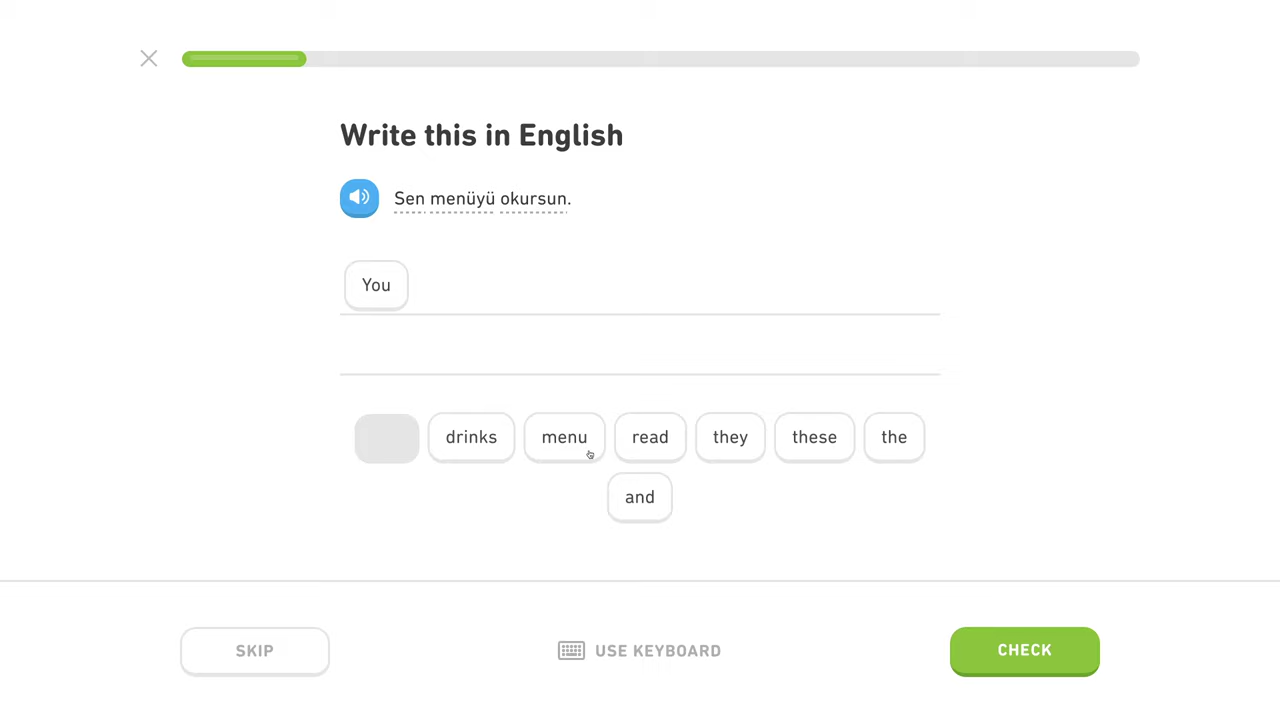 Write this in English
Sen menüyü okursun.
You
drinks menu read they these the
and
SKIP USE KEYBOARD CHECK